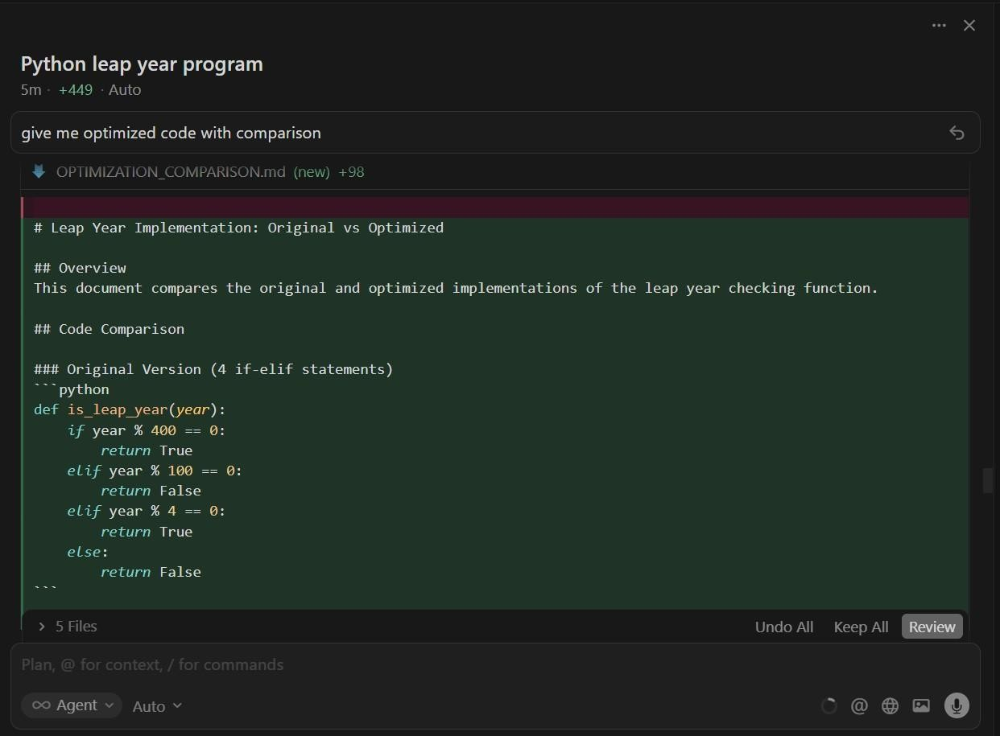 Python leap year program
5m · +449 · Auto
give me optimized code with comparison
OPTIMIZATION_COMPARISON.md (new) +98
# Leap Year Implementation: Original vs Optimized
## Overview
This document compares the original and optimized implementations of the leap year checking function.
## Code Comparison
### Original Version (4 if-elif statements)
```python
def is_leap_year(year):
    if year % 400 == 0:
        return True
    elif year % 100 == 0:
        return False
    elif year % 4 == 0:
        return True
    else:
        return False
```
5 Files Undo All Keep All Review
Plan, @ for context, / for commands
Agent Auto